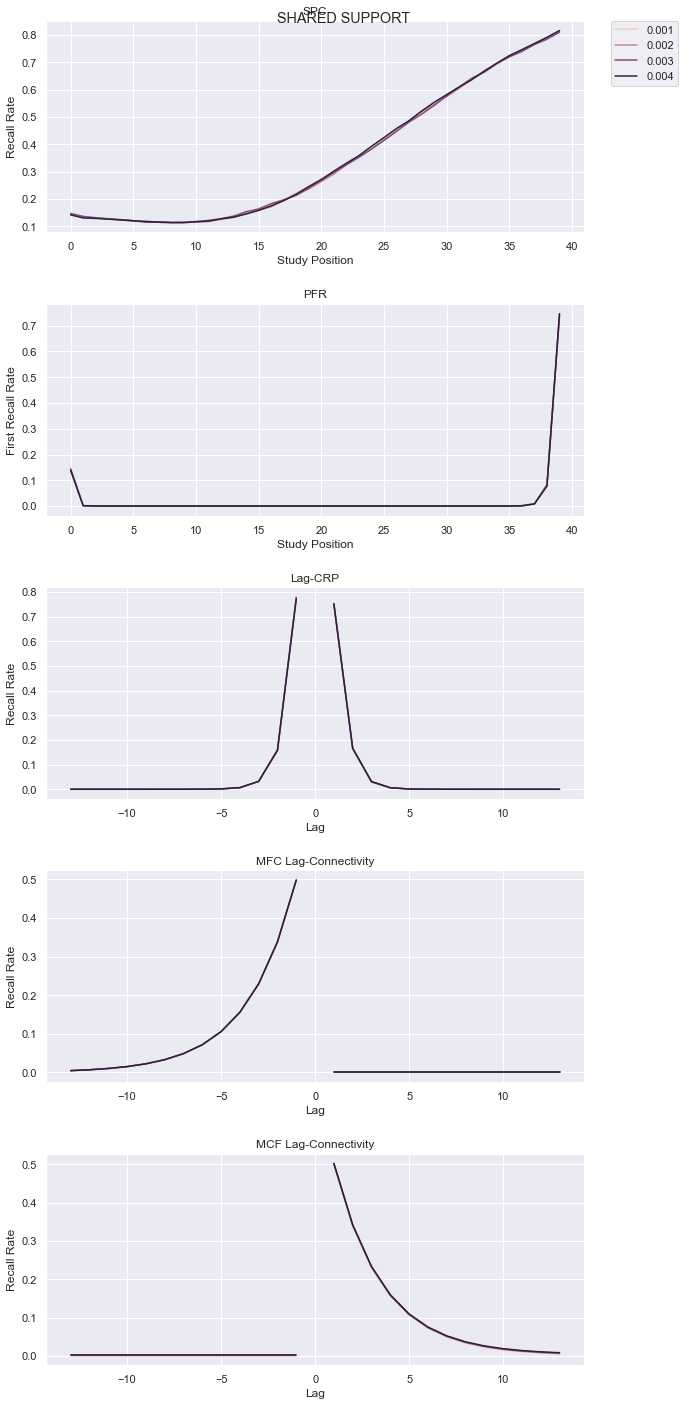 SPC
SHARED SUPPORT
0.001
0.002
0.003
0.004
0.8
0.7
0.6
0.5
0.4
0.3
0.2
0.1
Recall Rate
0 5 10 15 20 25 30 35 40
Study Position
PFR
0.7
0.6
0.5
0.4
0.3
0.2
0.1
0.0
First Recall Rate
0 5 10 15 20 25 30 35 40
Study Position
Lag-CRP
0.8
0.7
0.6
0.5
0.4
0.3
0.2
0.1
0.0
Recall Rate
−10 −5 0 5 10
Lag
MFC Lag-Connectivity
0.5
0.4
0.3
0.2
0.1
0.0
Recall Rate
−10 −5 0 5 10
Lag
MCF Lag-Connectivity
0.5
0.4
0.3
0.2
0.1
0.0
Recall Rate
−10 −5 0 5 10
Lag